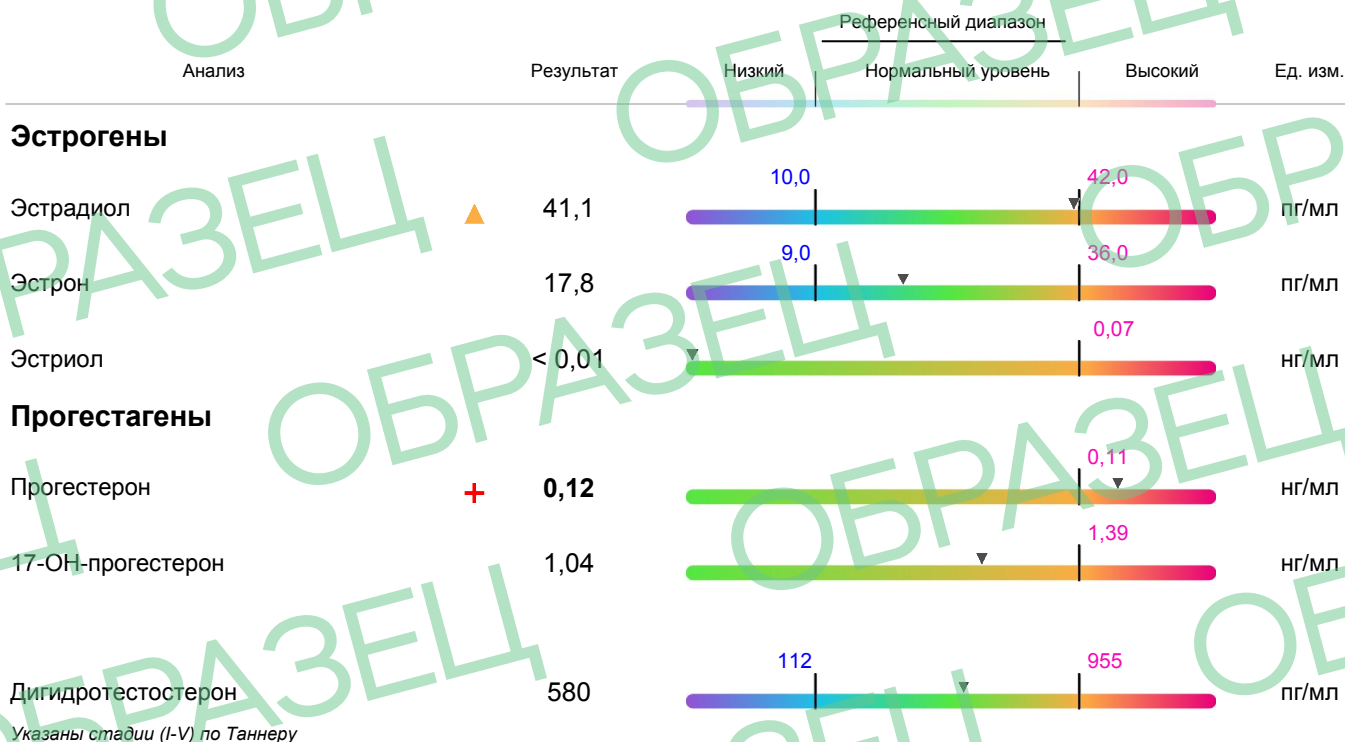 Референсный диапазон
Анализ Результат Низкий Нормальный уровень Высокий Ед. изм.
Эстрогены
10,0 42,0
Эстрадиол 41,1 пг/мл
9,0 36,0
Эстрон 17,8 пг/мл
0,07
Эстриол < 0,01 нг/мл
Прогестагены
0,11
Прогестерон + 0,12 нг/мл
1,39
17-ОН-прогестерон 1,04 нг/мл
112 955
Дигидротестостерон 580 пг/мл
Указаны стадии (I-V) по Таннеру
ОБРАЗЕЦ
ОБРАЗЕЦ
ОБРАЗЕЦ
ОБРАЗЕЦ